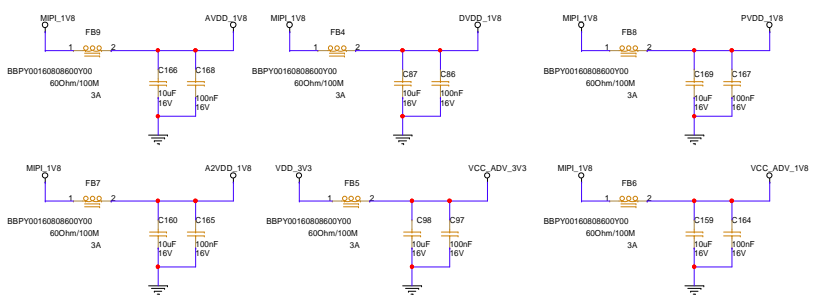 MIPI_1V8
AVDD_1V8
FB9
1
2
BBPY00160808600Y00
60Ohm/100M
3A
C166
C168
10uF
100nF
16V
16V
MIPI_1V8
DVDD_1V8
FB4
1
2
BBPY00160808600Y00
60Ohm/100M
3A
C87
C86
10uF
100nF
16V
16V
MIPI_1V8
PVDD_1V8
FB8
1
2
BBPY00160808600Y00
60Ohm/100M
3A
C169
C167
10uF
100nF
16V
16V
MIPI_1V8
A2VDD_1V8
FB7
1
2
BBPY00160808600Y00
60Ohm/100M
3A
C160
C165
10uF
100nF
16V
16V
VDD_3V3
VCC_ADV_3V3
FB5
1
2
BBPY00160808600Y00
60Ohm/100M
3A
C98
C97
10uF
100nF
16V
16V
MIPI_1V8
VCC_ADV_1V8
FB6
1
2
BBPY00160808600Y00
60Ohm/100M
3A
C159
C164
10uF
100nF
16V
16V